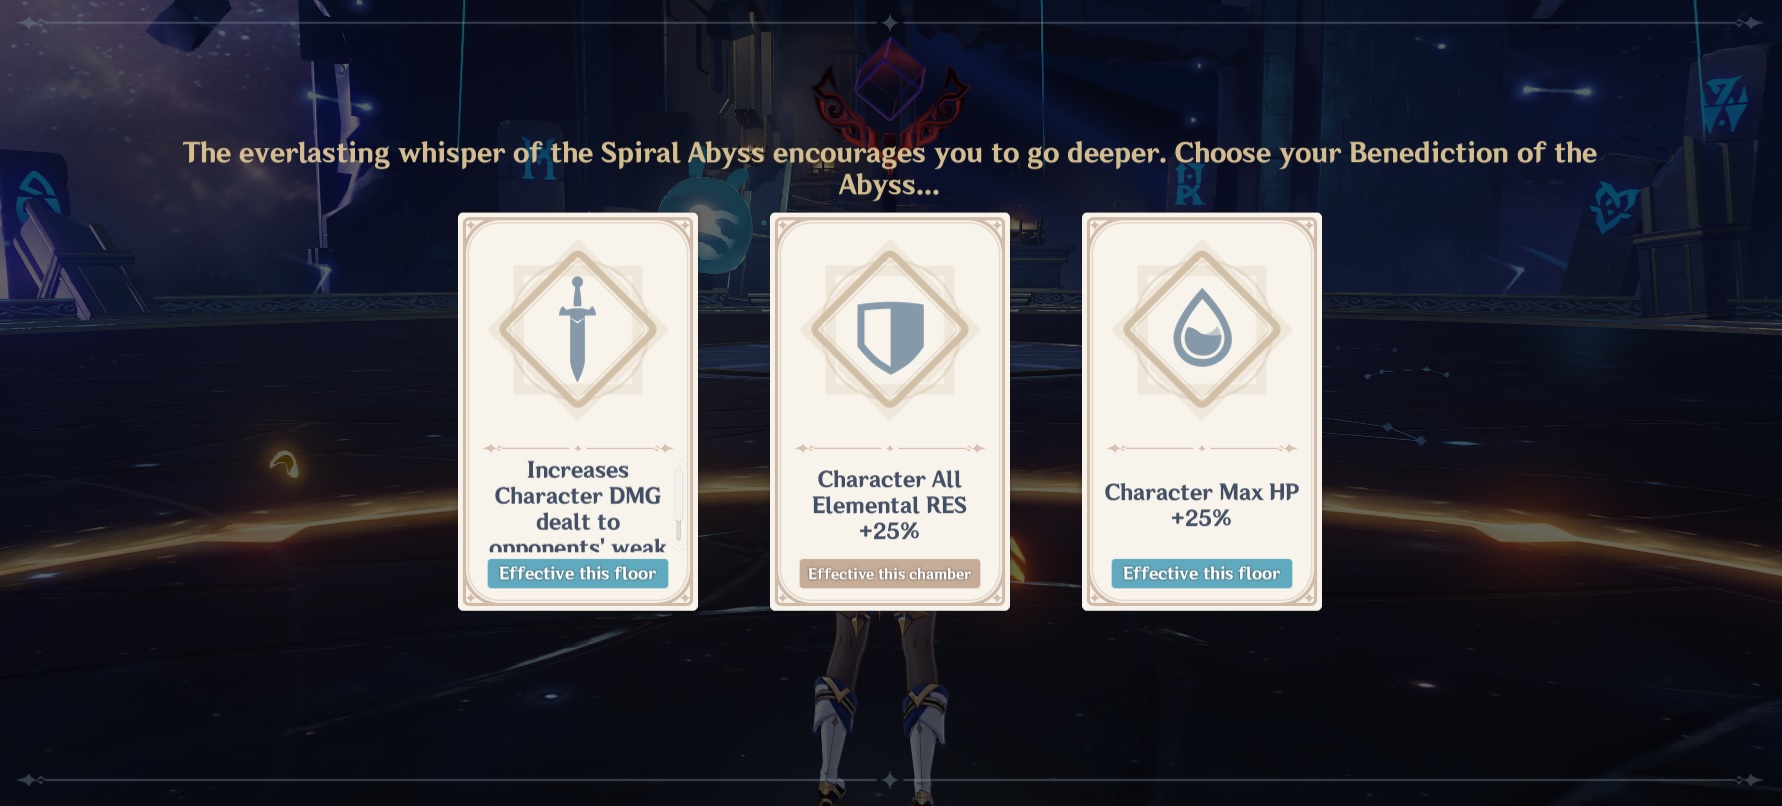 The everlasting whisper of the Spiral Abyss encourages you to go deeper. Choose your Benediction of the
Abyss...
Increases
Character DMG
dealt to
opponents' weak
Effective this floor
Character All
Elemental RES
+25%
Effective this chamber
Character Max HP
+25%
Effective this floor